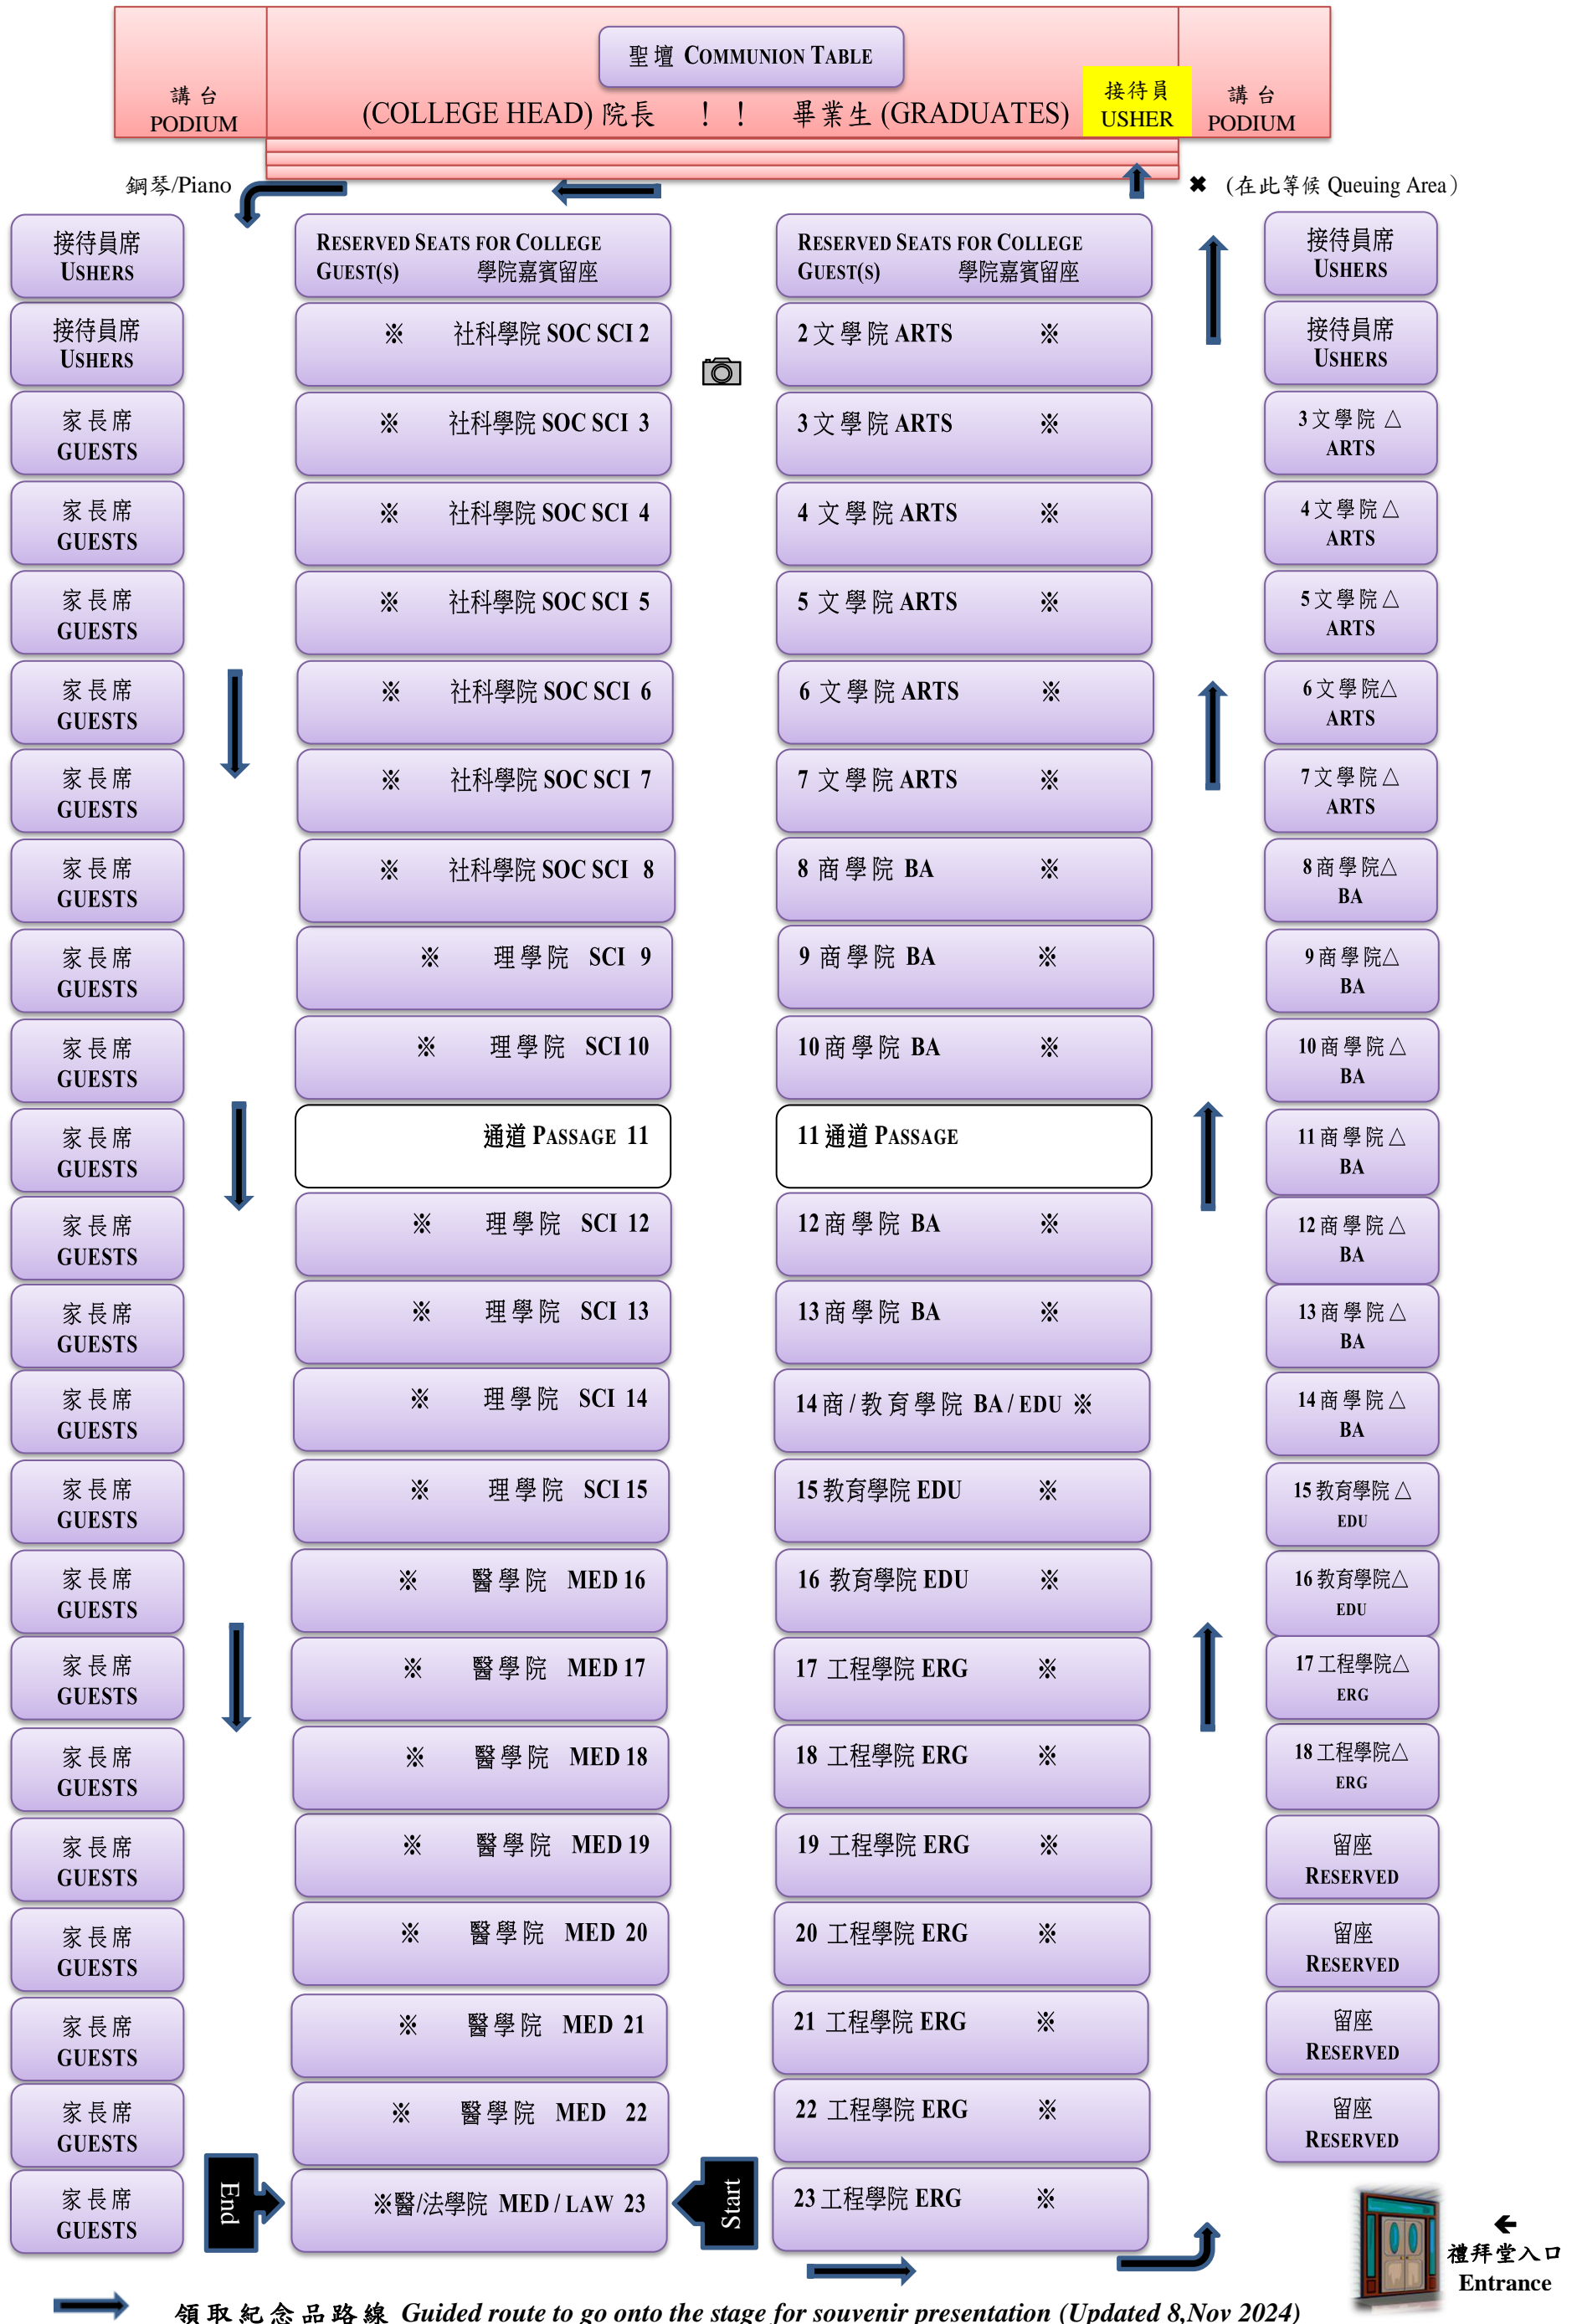 聖壇 COMMUNION TABLE
講台
PODIUM
(COLLEGE HEAD) 院長 ！！ 畢業生 (GRADUATES)
接待員
USHER
講台
PODIUM
鋼琴/Piano
✖ (在此等候 Queuing Area）
接待員席
USHERS
RESERVED SEATS FOR COLLEGE
GUEST(S) 學院嘉賓留座
RESERVED SEATS FOR COLLEGE
GUEST(S) 學院嘉賓留座
接待員席
USHERS
接待員席
USHERS
※ 社科學院 SOC SCI 2
2 文學院 ARTS ※
接待員席
USHERS
家長席
GUESTS
※ 社科學院 SOC SCI 3
3 文學院 ARTS ※
3 文學院 △
ARTS
家長席
GUESTS
※ 社科學院 SOC SCI 4
4 文學院 ARTS ※
4 文學院 △
ARTS
家長席
GUESTS
※ 社科學院 SOC SCI 5
5 文學院 ARTS ※
5 文學院 △
ARTS
家長席
GUESTS
※ 社科學院 SOC SCI 6
6 文學院 ARTS ※
6 文學院△
ARTS
家長席
GUESTS
※ 社科學院 SOC SCI 7
7 文學院 ARTS ※
7 文學院 △
ARTS
家長席
GUESTS
※ 社科學院 SOC SCI 8
8 商學院 BA ※
8 商學院△
BA
家長席
GUESTS
※ 理學院 SCI 9
9 商學院 BA ※
9 商學院△
BA
家長席
GUESTS
※ 理學院 SCI 10
10 商學院 BA ※
10 商學院 △
BA
家長席
GUESTS
通道 PASSAGE 11
11 通道 PASSAGE
11 商學院 △
BA
家長席
GUESTS
※ 理學院 SCI 12
12 商學院 BA ※
12 商學院 △
BA
家長席
GUESTS
※ 理學院 SCI 13
13 商學院 BA ※
13 商學院 △
BA
家長席
GUESTS
※ 理學院 SCI 14
14 商 / 教育學院 BA / EDU ※
14 商學院 △
BA
家長席
GUESTS
※ 理學院 SCI 15
15 教育學院 EDU ※
15 教育學院 △
EDU
家長席
GUESTS
※ 醫學院 MED 16
16 教育學院 EDU ※
16 教育學院△
EDU
家長席
GUESTS
※ 醫學院 MED 17
17 工程學院 ERG ※
17 工程學院△
ERG
家長席
GUESTS
※ 醫學院 MED 18
18 工程學院 ERG ※
18 工程學院△
ERG
家長席
GUESTS
※ 醫學院 MED 19
19 工程學院 ERG ※
留座
RESERVED
家長席
GUESTS
※ 醫學院 MED 20
20 工程學院 ERG ※
留座
RESERVED
家長席
GUESTS
※ 醫學院 MED 21
21 工程學院 ERG ※
留座
RESERVED
家長席
GUESTS
※ 醫學院 MED 22
22 工程學院 ERG ※
留座
RESERVED
家長席
GUESTS
End
※醫/法學院 MED / LAW 23
Start
23 工程學院 ERG ※
禮拜堂入口
Entrance
領取紀念品路線 Guided route to go onto the stage for souvenir presentation (Updated 8,Nov 2024)